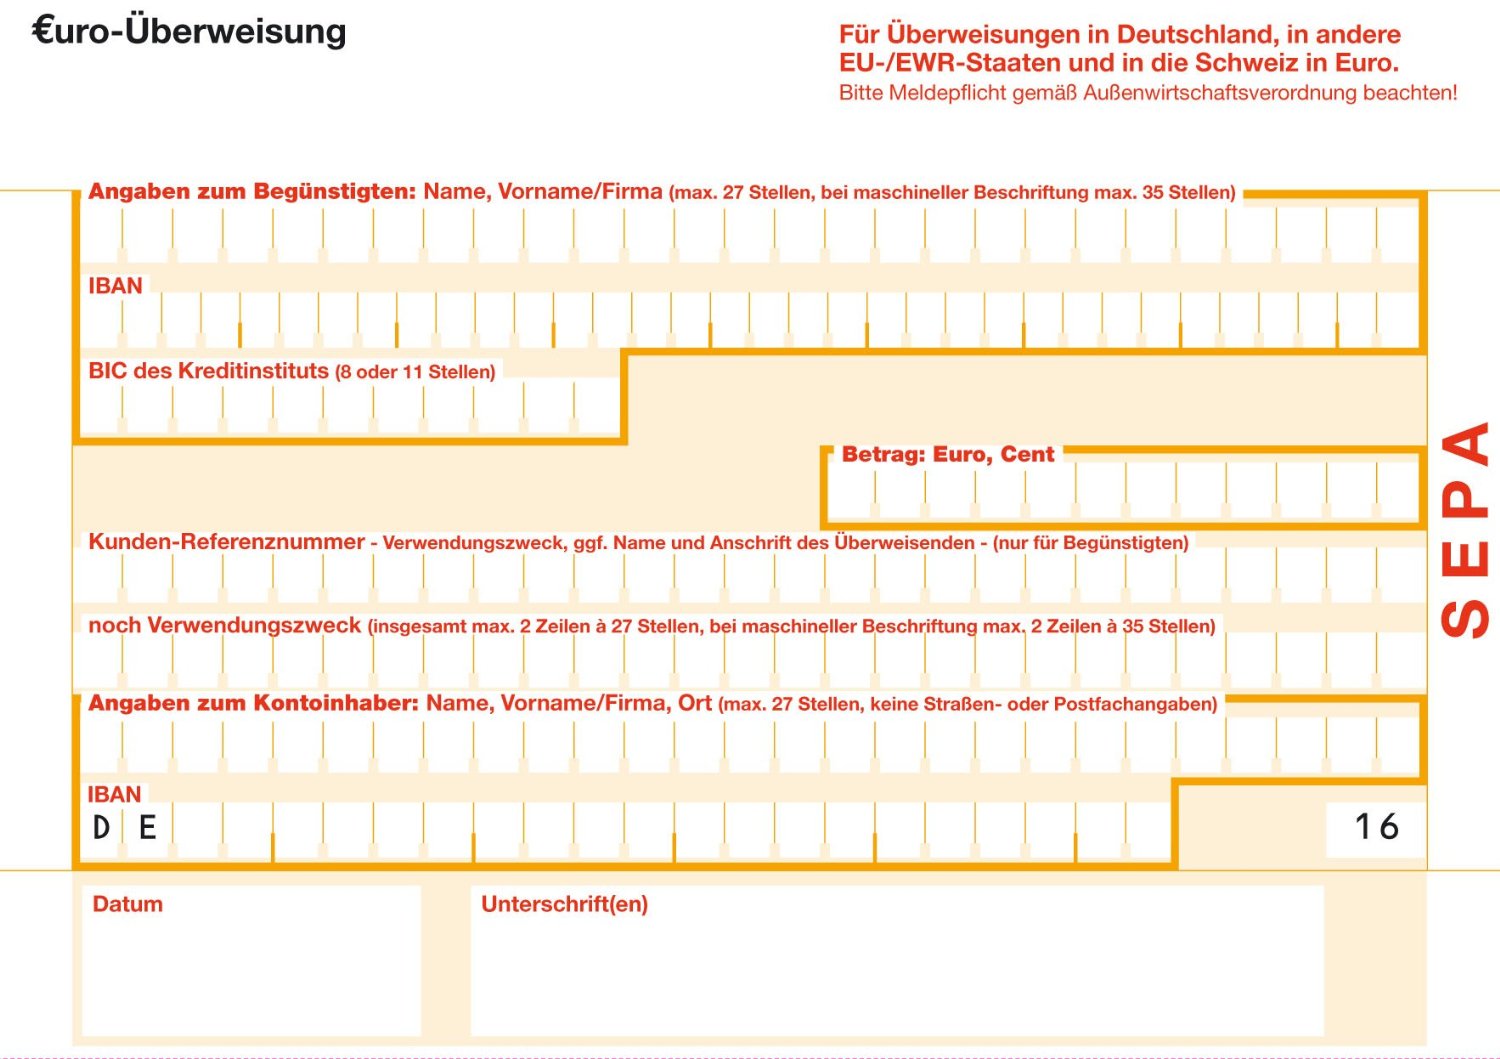 €uro-Überweisung
Für Überweisungen in Deutschland, in andere
EU-/EWR-Staaten und in die Schweiz in Euro.
Bitte Meldepflicht gemäß Außenwirtschaftsverordnung beachten!
Angaben zum Begünstigten: Name, Vorname/Firma (max. 27 Stellen, bei maschineller Beschriftung max. 35 Stellen)
IBAN
BIC des Kreditinstituts (8 oder 11 Stellen)
Betrag: Euro, Cent
Kunden-Referenznummer - Verwendungszweck, ggf. Name und Anschrift des Überweisenden - (nur für Begünstigten)
noch Verwendungszweck (insgesamt max. 2 Zeilen à 27 Stellen, bei maschineller Beschriftung max. 2 Zeilen à 35 Stellen)
Angaben zum Kontoinhaber: Name, Vorname/Firma, Ort (max. 27 Stellen, keine Straßen- oder Postfachangaben)
IBAN
D E
16
Datum
Unterschrift(en)
SEPA